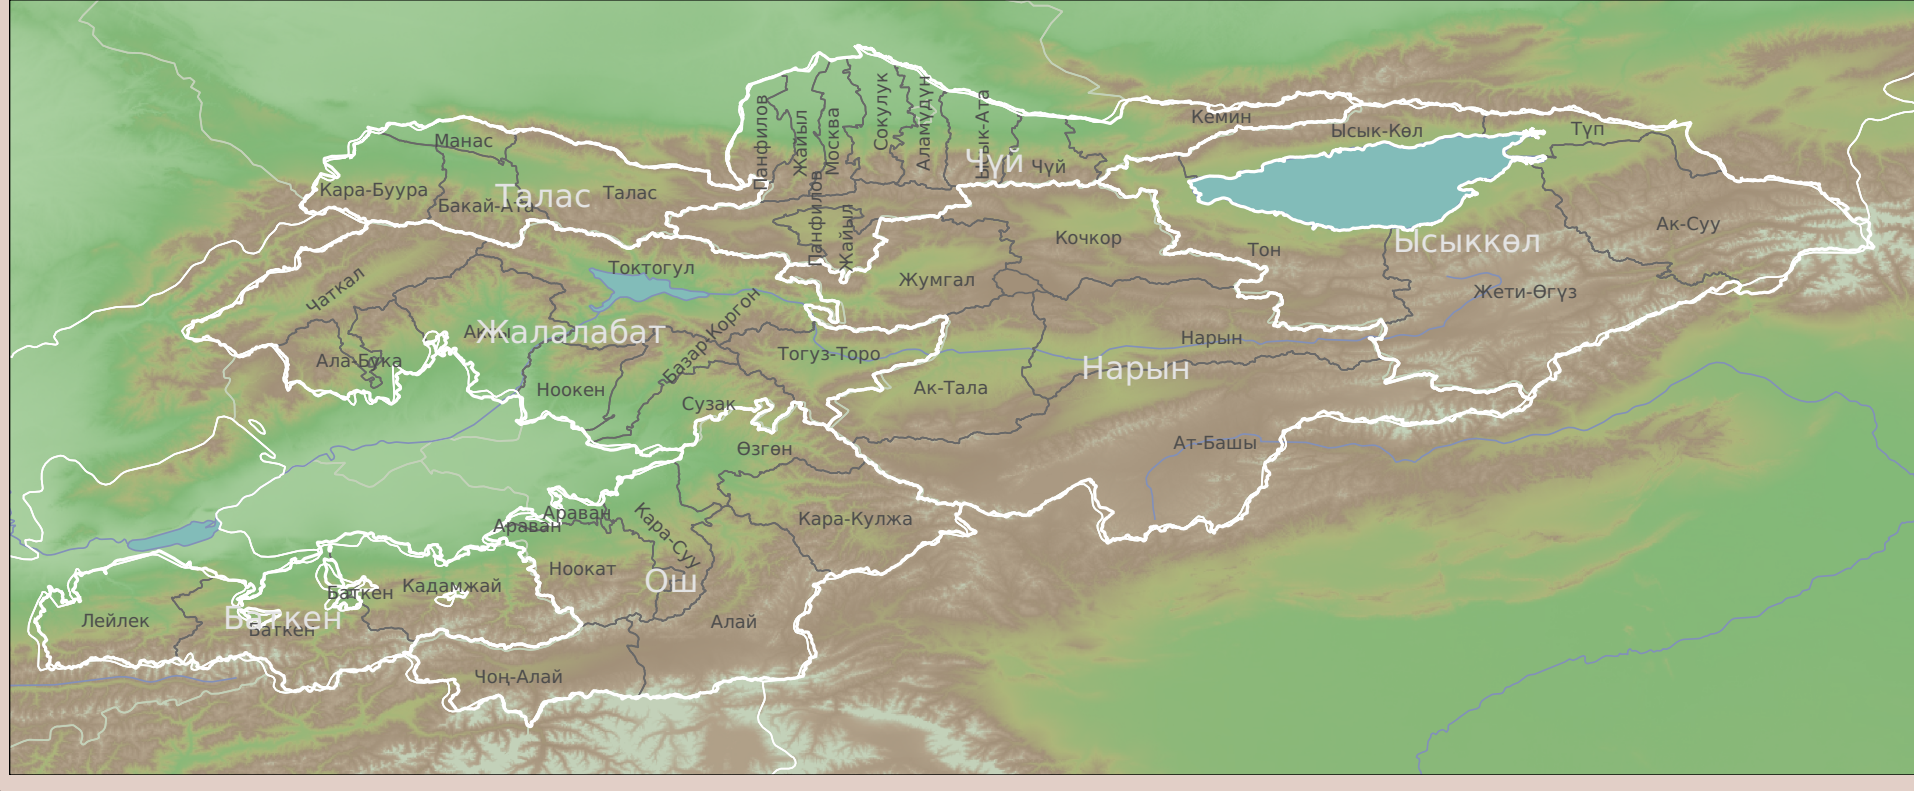 Панфилов
Жайыл
Москва
Сокулук
Аламүдүн
Ысык-Ата
Чүй
Чүй
Кемин
Ысык-Көл
Түп
Манас
Кара-Буура
Талас
Бакай-Ата
Талас
Панфилов
Жайыл
Кочкор
Тон
Ысыккөл
Ак-Суу
Жети-Өгүз
Чаткал
Токтогул
Жумгал
Жалалабат
Ала-Бука
Базар-Коргон
Тогуз-Торо
Нарын
Нарын
Ноокен
Сузак
Ак-Тала
Өзгөн
Ат-Башы
Араван
Араван
Кара-Суу
Кара-Кулжа
Ноокат
Ош
Кадамжай
Баткен
Лейлек
Баткен
Баткен
Алай
Чоң-Алай